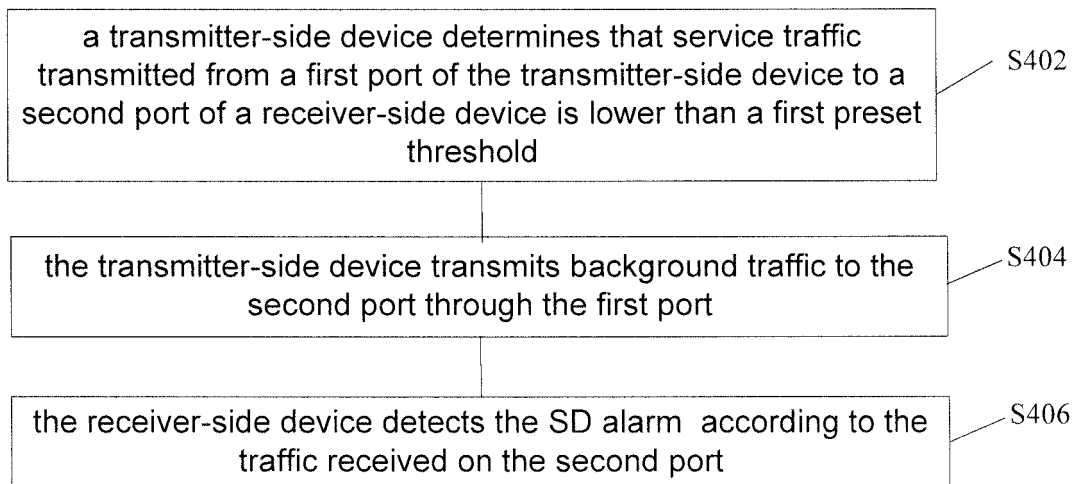 a transmitter-side device determines that service traffic
transmitted from a first port of the transmitter-side device to a
second port of a receiver-side device is lower than a first preset
threshold
S402
the transmitter-side device transmits background traffic to the
second port through the first port
S404
the receiver-side device detects the SD alarm according to the
traffic received on the second port
S406